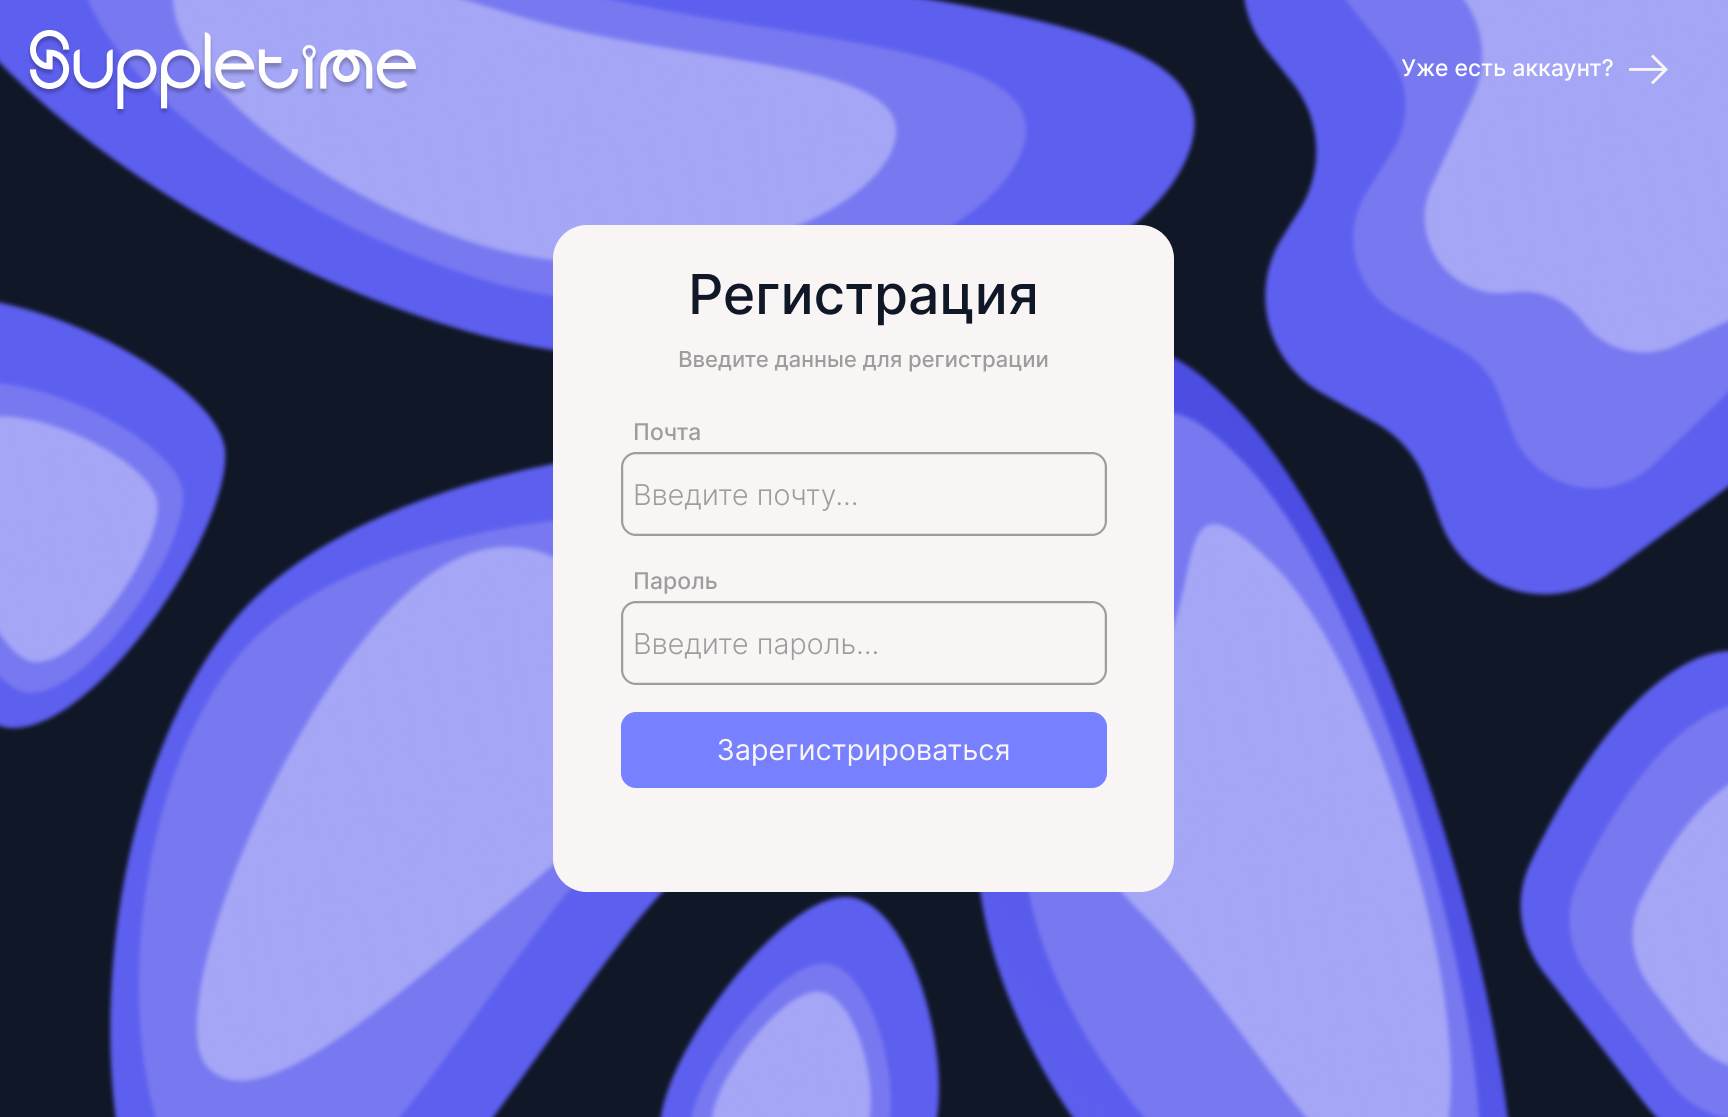 Suppletime
Уже есть аккаунт?
Регистрация
Введите данные для регистрации
Почта
Введите почту...
Пароль
Введите пароль...
Зарегистрироваться